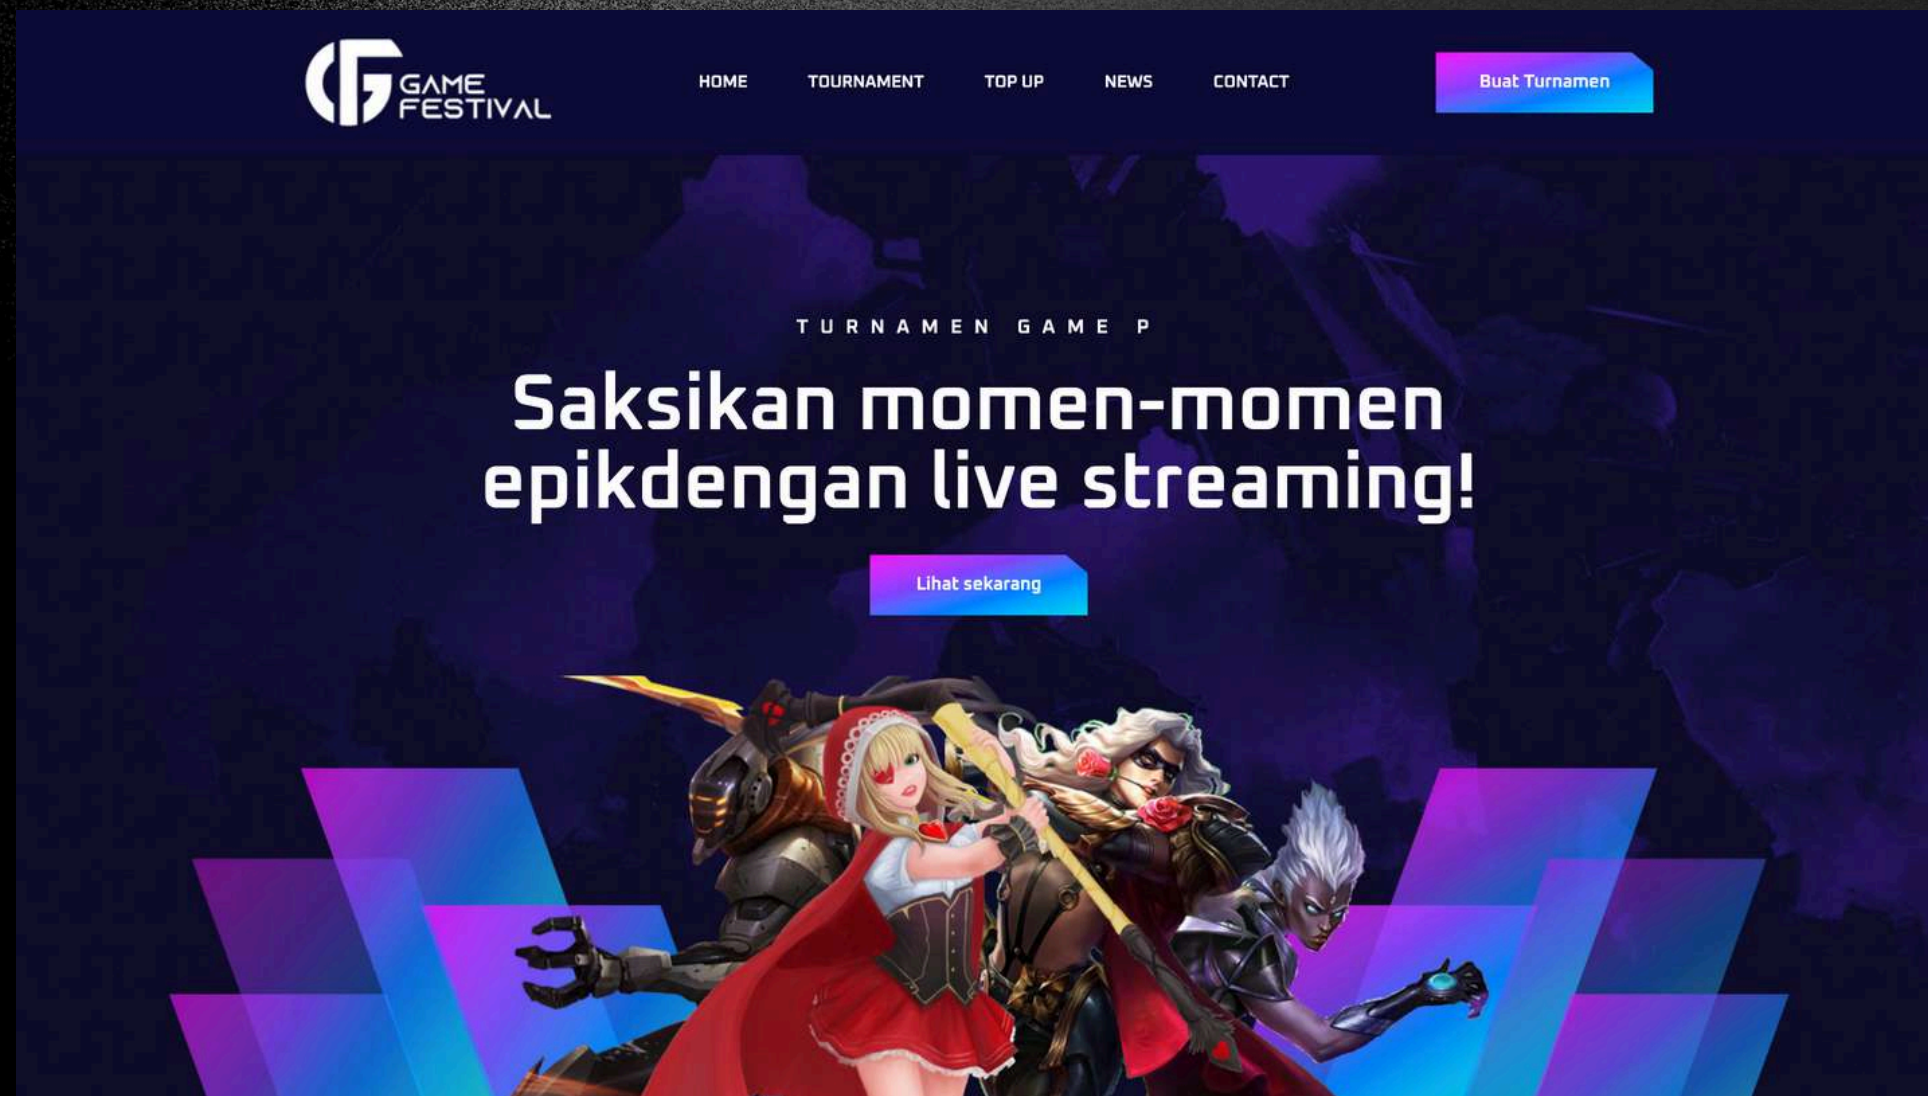 GAME
FESTIVAL
HOME TOURNAMENT TOP UP NEWS CONTACT
Buat Turnamen
TURNAMEN GAME P
Saksikan momen-momen
epikdengan live streaming!
Lihat sekarang